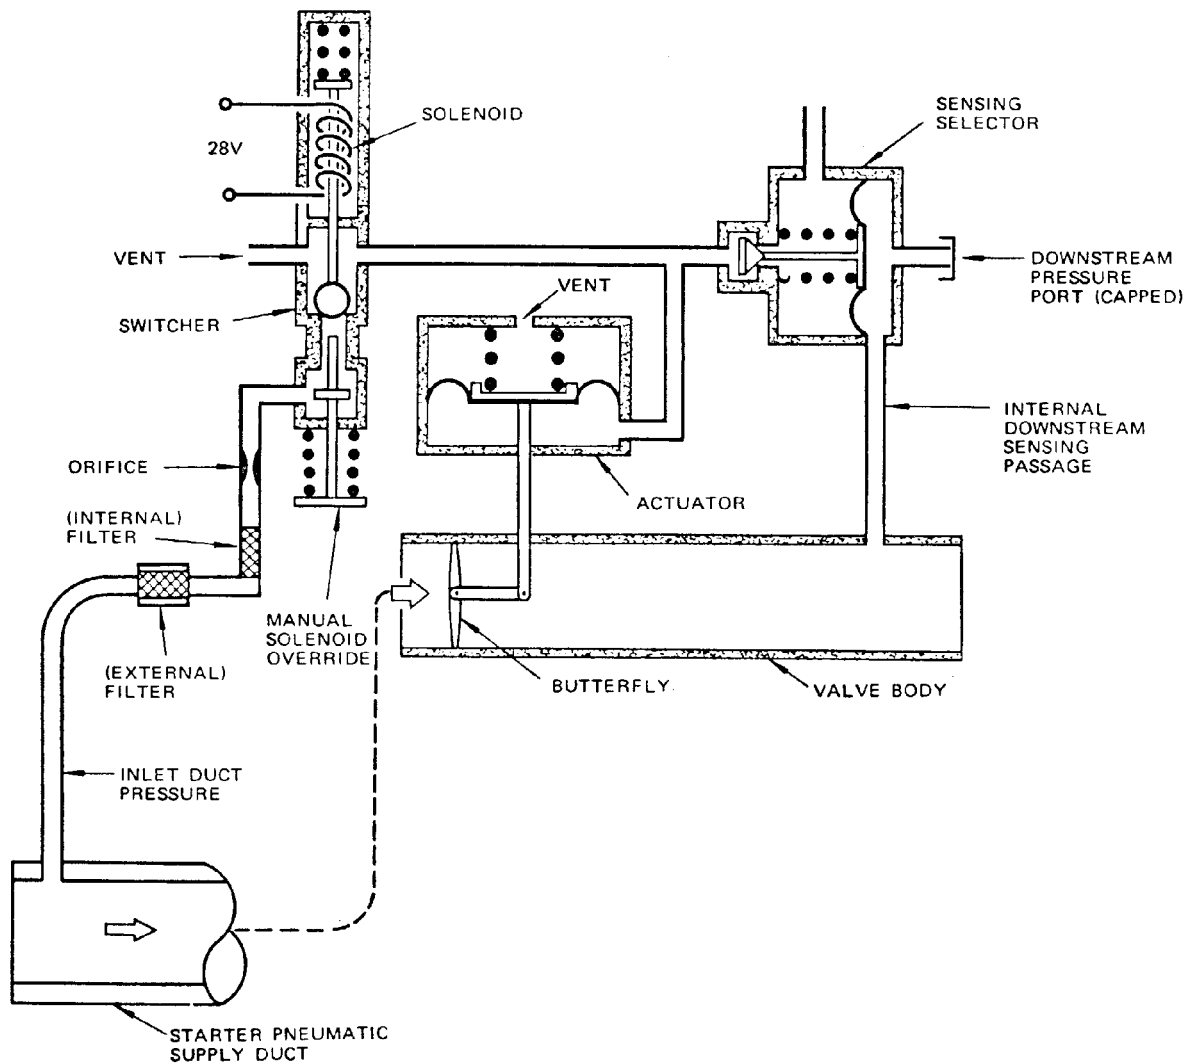 SENSING
SELECTOR
SOLENOID
28V
VENT
DOWNSTREAM
PRESSURE
PORT (CAPPED)
VENT
SWITCHER
INTERNAL
DOWNSTREAM
SENSING
PASSAGE
ORIFICE
ACTUATOR
(INTERNAL)
FILTER
MANUAL
SOLENOID
OVERRIDE
(EXTERNAL)
FILTER
BUTTERFLY
VALVE BODY
INLET DUCT
PRESSURE
STARTER PNEUMATIC
SUPPLY DUCT